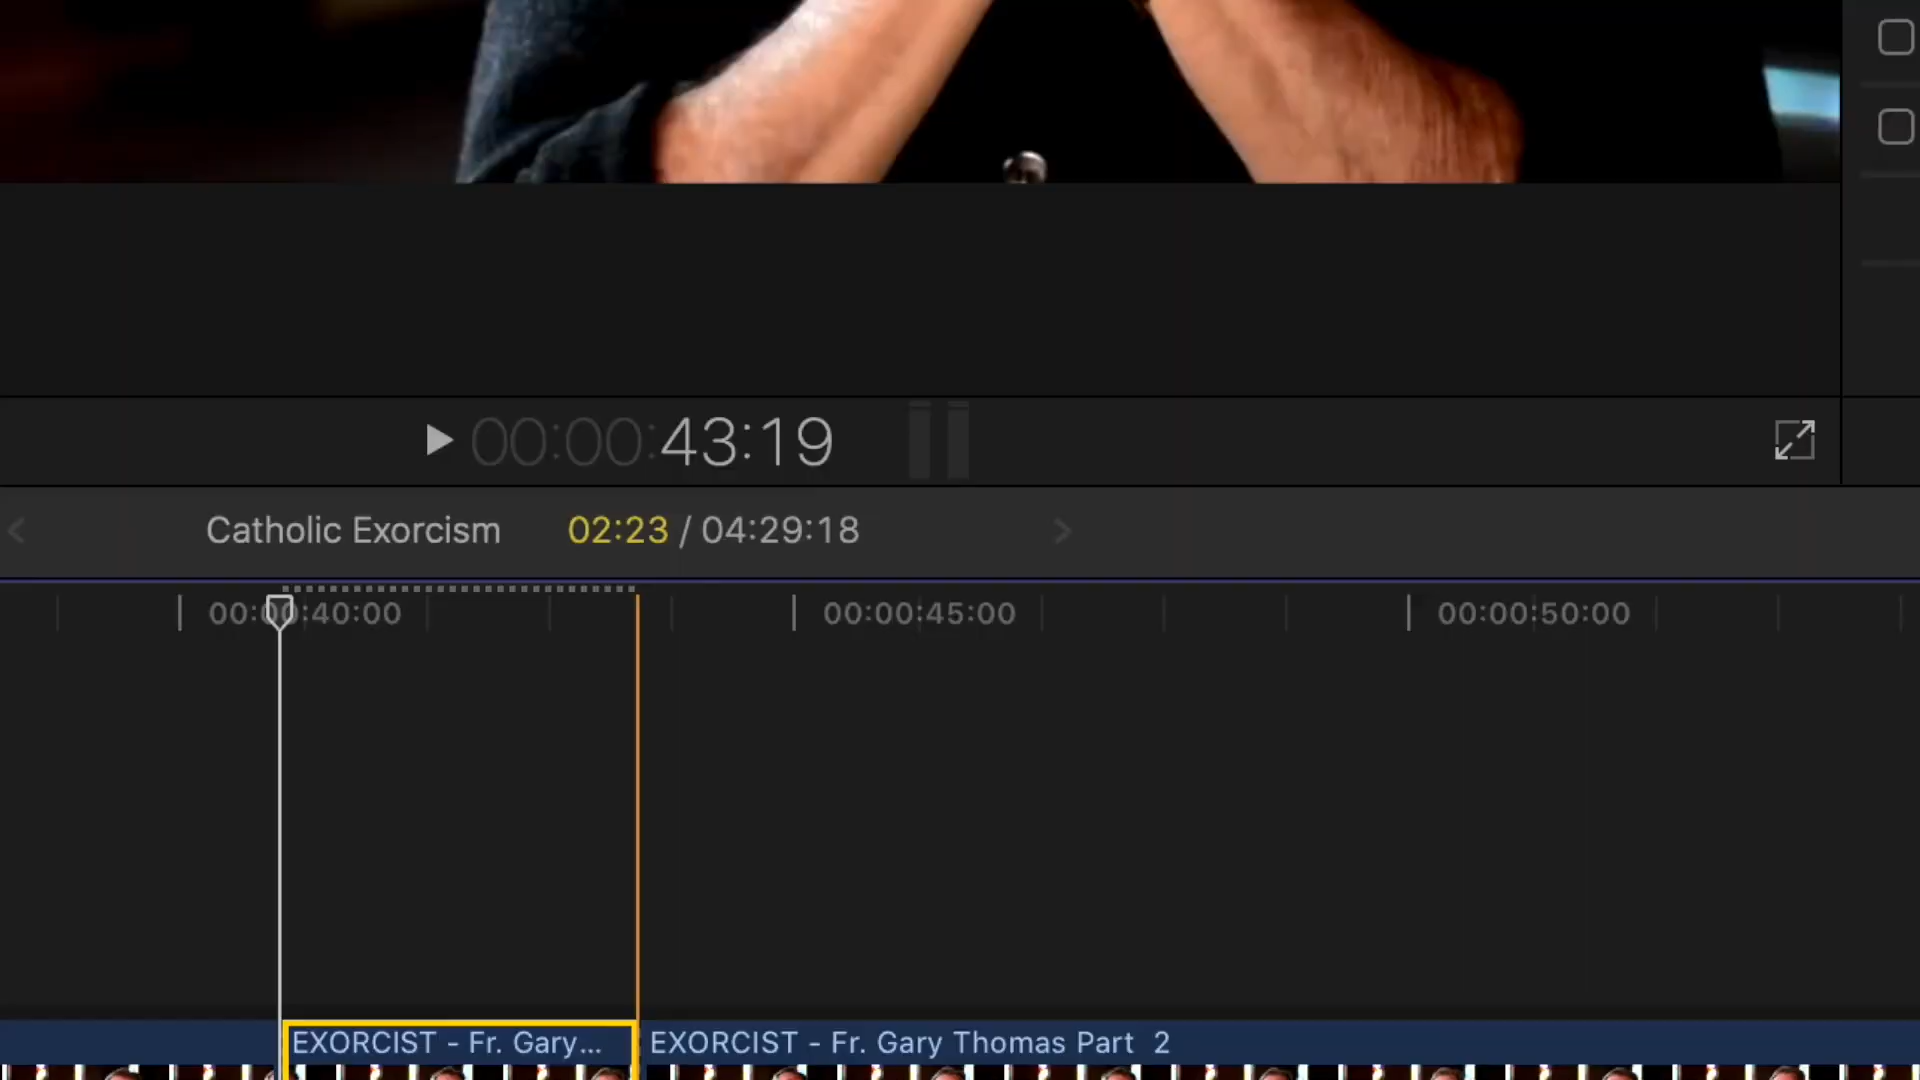 00:00:43:19
Catholic Exorcism 02:23 / 04:29:18
00:00:40:00 00:00:45:00 00:00:50:00
EXORCIST - Fr. Gary... EXORCIST - Fr. Gary Thomas Part 2